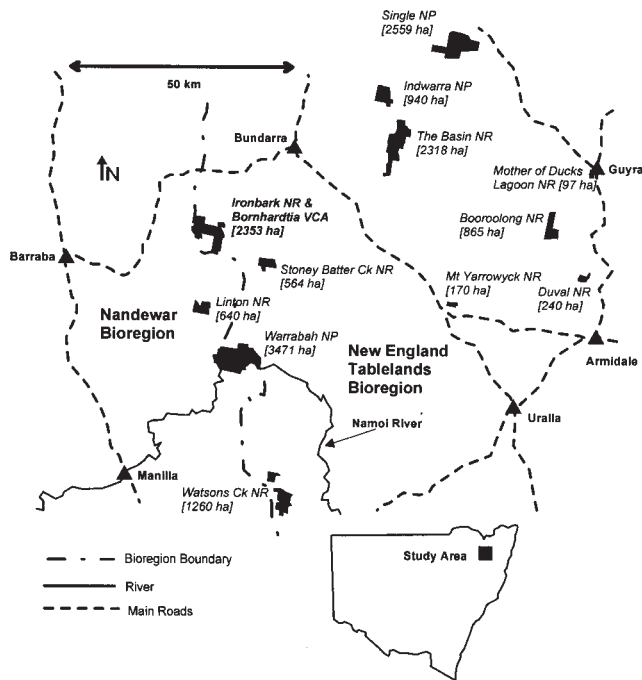 Single NP
[2559 ha]
50 km
Indwarra NP
[940 ha]
Bundarra
The Basin NR
[2318 ha]
N
Guyra
Mother of Ducks
Lagoon NR [97 ha]
Ironbark NR &
Bornhardtia VCA
[2353 ha]
Booroolong NR
[865 ha]
Barraba
Stoney Batter Ck NR
[564 ha]
Mt Yarrowyck NR
[170 ha]
Duval NR
[240 ha]
Linton NR
[640 ha]
Nandewar
Bioregion
Warrabah NP
[3471 ha]
New England
Tablelands
Bioregion
Armidale
Uralla
Namoi River
Manilla
Watsons Ck NR
[1260 ha]
Bioregion Boundary
River
Main Roads
Study Area